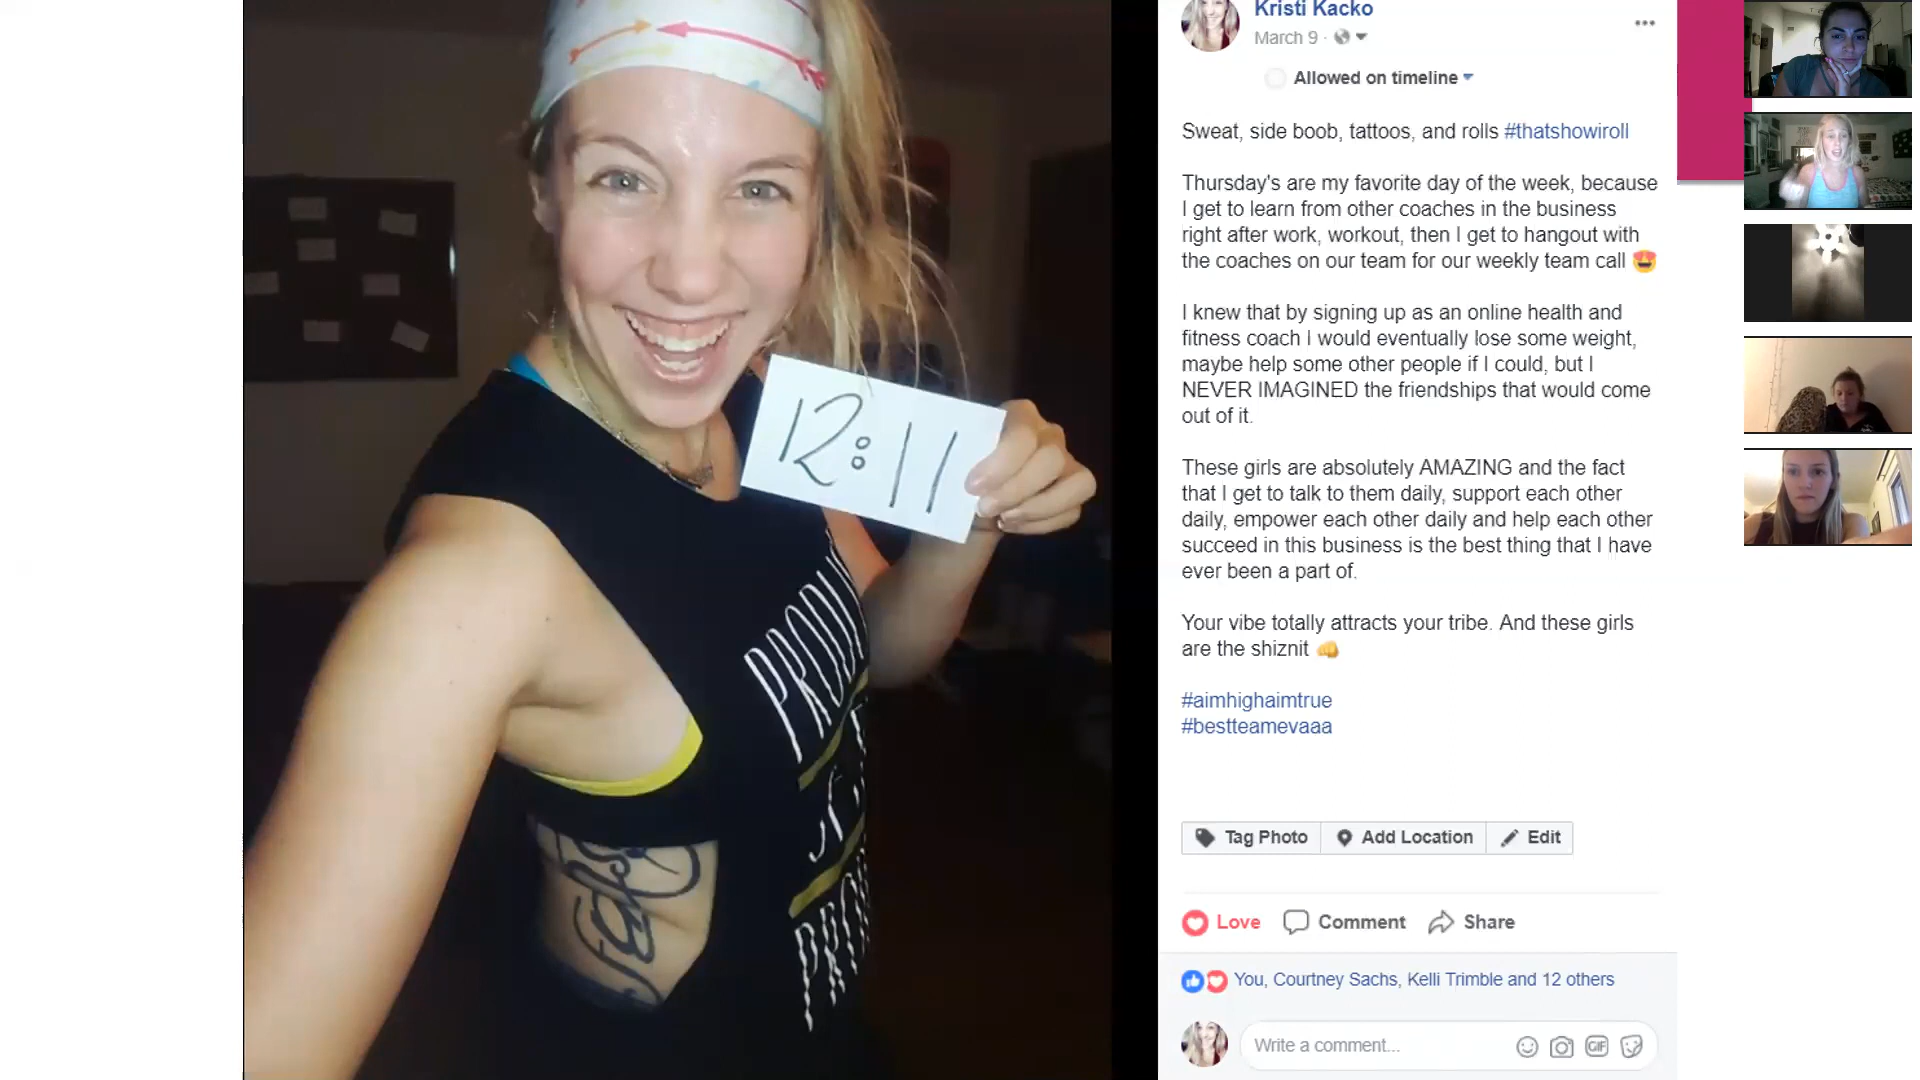 12:11
PRODU
PRO
Kristi Kacko
March 9 ·
Allowed on timeline
Sweat, side boob, tattoos, and rolls #thatshowiroll
Thursday's are my favorite day of the week, because
I get to learn from other coaches in the business
right after work, workout, then I get to hangout with
the coaches on our team for our weekly team call
I knew that by signing up as an online health and
fitness coach I would eventually lose some weight,
maybe help some other people if I could, but I
NEVER IMAGINED the friendships that would come
out of it.
These girls are absolutely AMAZING and the fact
that I get to talk to them daily, support each other
daily, empower each other daily and help each other
succeed in this business is the best thing that I have
ever been a part of.
Your vibe totally attracts your tribe. And these girls
are the shiznit
#aimhighaimtrue
#bestteamevaaa
Tag Photo Add Location Edit
Love Comment Share
You, Courtney Sachs, Kelli Trimble and 12 others
Write a comment... GIF